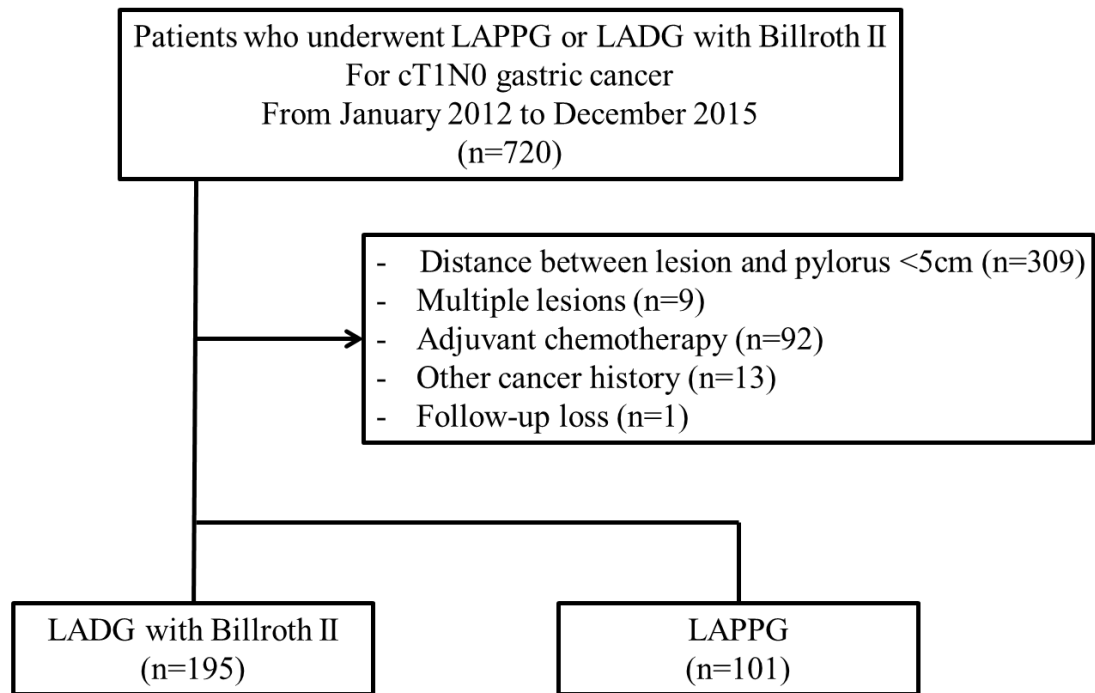 Patients who underwent LAPPG or LADG with Billroth II
For cT1N0 gastric cancer
From January 2012 to December 2015
(n=720)
- Distance between lesion and pylorus <5cm (n=309)
- Multiple lesions (n=9)
- Adjuvant chemotherapy (n=92)
- Other cancer history (n=13)
- Follow-up loss (n=1)
LADG with Billroth II
(n=195)
LAPPG
(n=101)